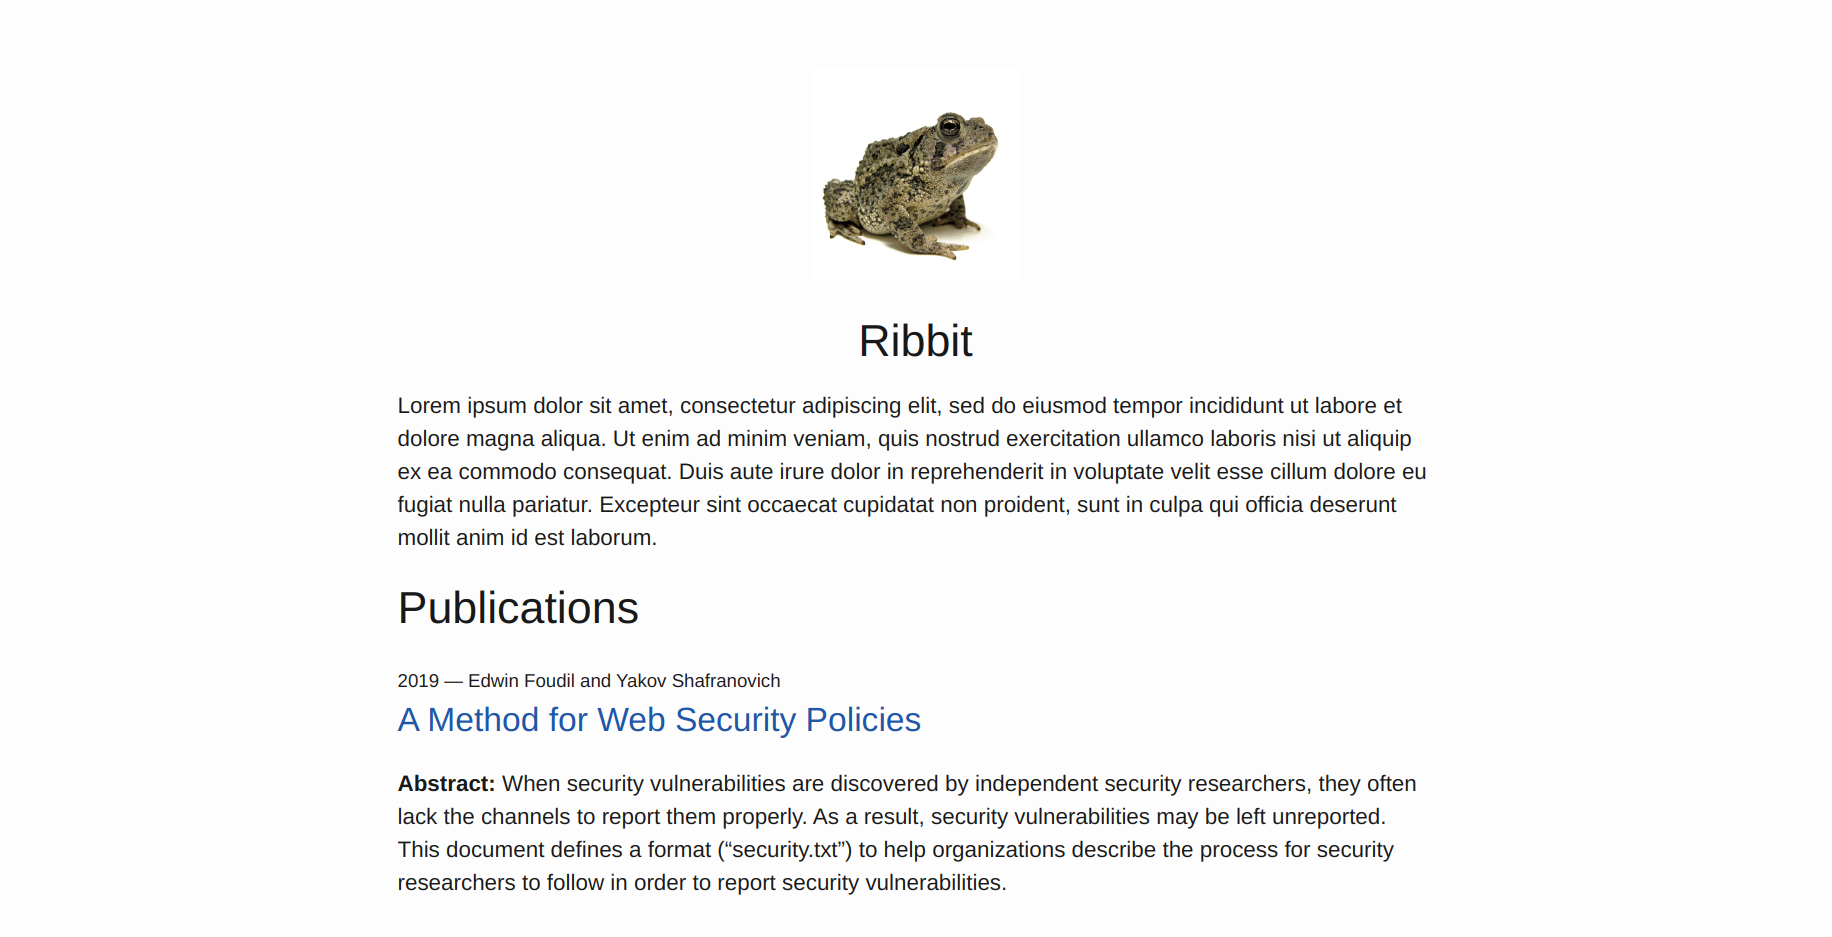 Ribbit
Lorem ipsum dolor sit amet, consectetur adipiscing elit, sed do eiusmod tempor incididunt ut labore et
dolore magna aliqua. Ut enim ad minim veniam, quis nostrud exercitation ullamco laboris nisi ut aliquip
ex ea commodo consequat. Duis aute irure dolor in reprehenderit in voluptate velit esse cillum dolore eu
fugiat nulla pariatur. Excepteur sint occaecat cupidatat non proident, sunt in culpa qui officia deserunt
mollit anim id est laborum.
Publications
2019 — Edwin Foudil and Yakov Shafranovich
A Method for Web Security Policies
Abstract: When security vulnerabilities are discovered by independent security researchers, they often
lack the channels to report them properly. As a result, security vulnerabilities may be left unreported.
This document defines a format (“security.txt”) to help organizations describe the process for security
researchers to follow in order to report security vulnerabilities.